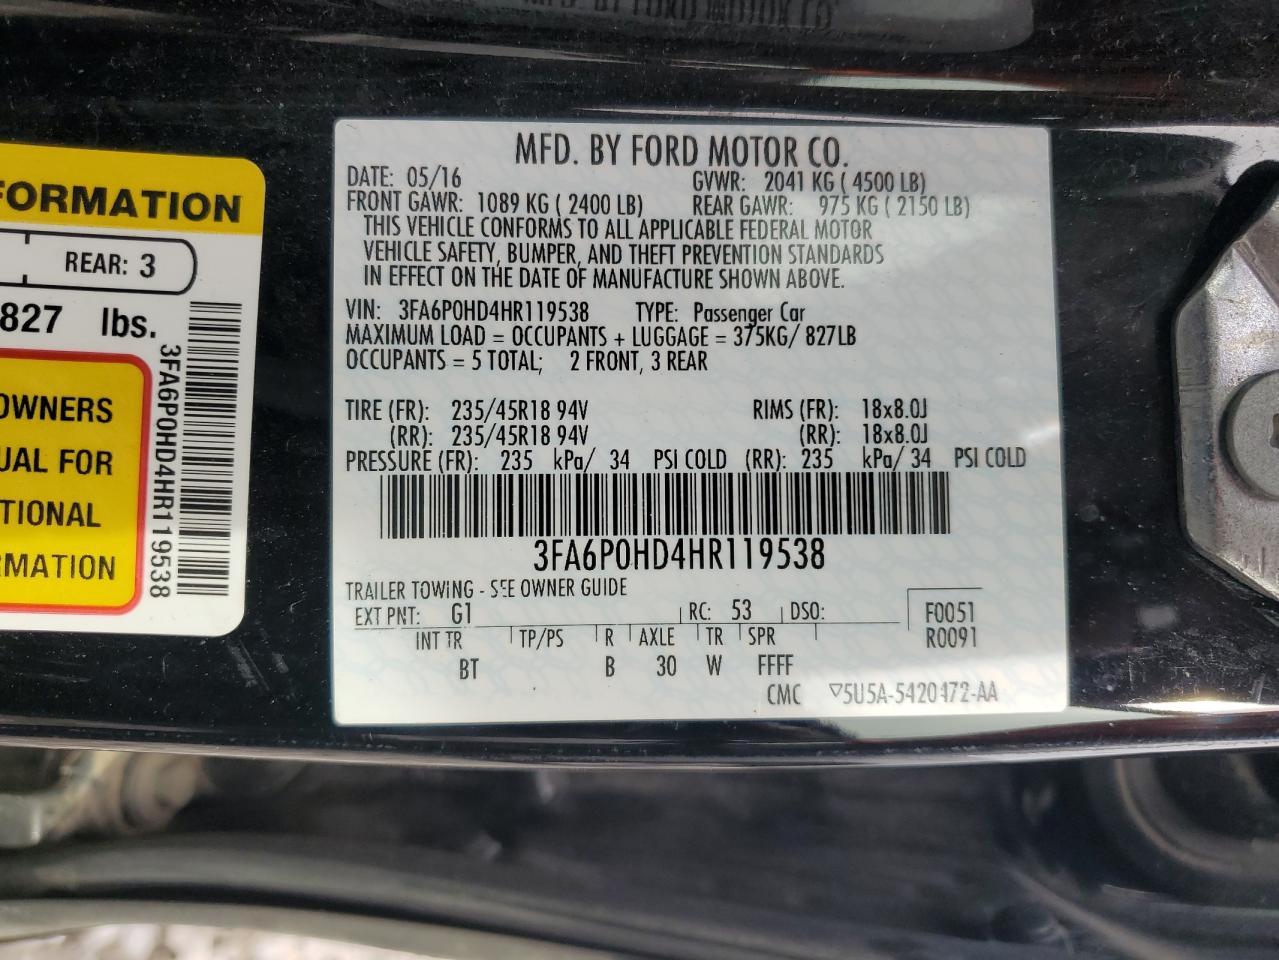 MFD. BY FORD MOTOR CO.
MFD. BY FORD MOTOR CO.
DATE: 05/16 GVWR: 2041 KG ( 4500 LB)
FRONT GAWR: 1089 KG ( 2400 LB) REAR GAWR: 975 KG ( 2150 LB)
THIS VEHICLE CONFORMS TO ALL APPLICABLE FEDERAL MOTOR
VEHICLE SAFETY, BUMPER, AND THEFT PREVENTION STANDARDS
IN EFFECT ON THE DATE OF MANUFACTURE SHOWN ABOVE.
VIN: 3FA6P0HD4HR119538 TYPE: Passenger Car
MAXIMUM LOAD = OCCUPANTS + LUGGAGE = 375KG/ 827LB
OCCUPANTS = 5 TOTAL; 2 FRONT, 3 REAR
TIRE (FR): 235/45R18 94V RIMS (FR): 18x8.0J
(RR): 235/45R18 94V (RR): 18x8.0J
PRESSURE (FR): 235 kPa/ 34 PSI COLD (RR): 235 kPa/ 34 PSI COLD
3FA6P0HD4HR119538
TRAILER TOWING - SEE OWNER GUIDE
EXT PNT: G1 RC: 53 DSO: F0051
INT TR TP/PS R AXLE TR SPR R0091
BT B 30 W FFFF
CMC ▽5U5A-5420472-AA
FORMATION
REAR: 3
827 lbs.
OWNERS
UAL FOR
TIONAL
RMATION
3FA6P0HD4HR119538